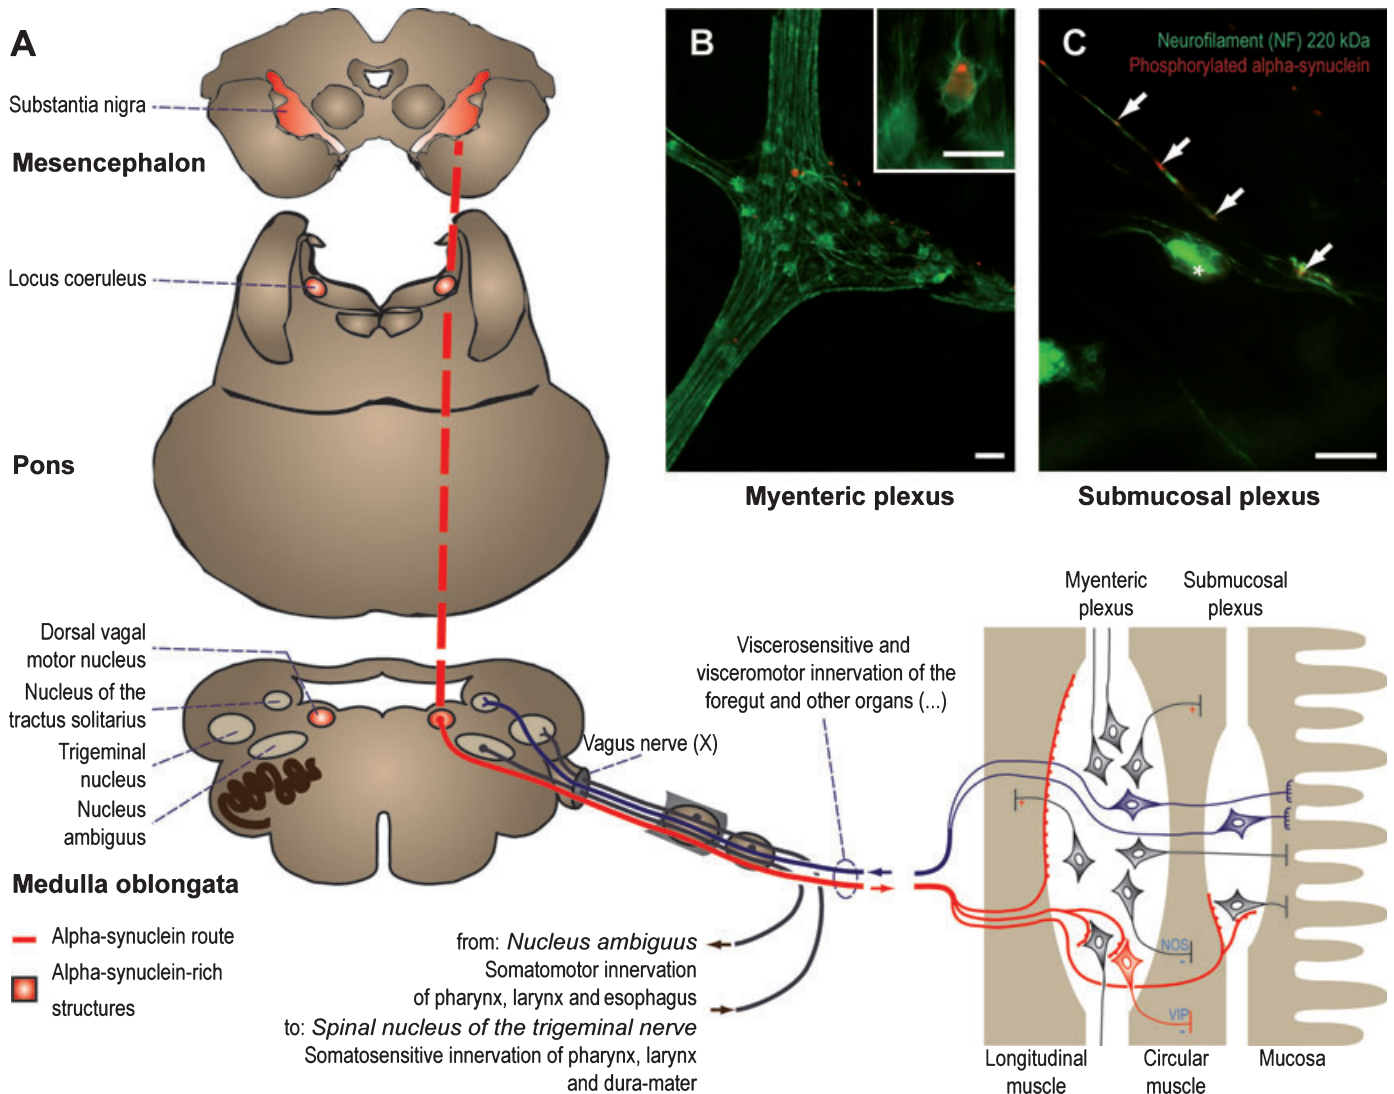 A
Substantia nigra
Mesencephalon
Locus coeruleus
Pons
Dorsal vagal
motor nucleus
Nucleus of the
tractus solitarius
Trigeminal
nucleus
Nucleus
ambiguus
Medulla oblongata
Alpha-synuclein route
Alpha-synuclein-rich
structures
Vagus nerve (X)
Viscerosensitive and
visceromotor innervation of the
foregut and other organs (...)
from: Nucleus ambiguus
Somatomotor innervation
of pharynx, larynx and esophagus
to: Spinal nucleus of the trigeminal nerve
Somatosensitive innervation of pharynx, larynx
and dura-mater
B
Myenteric plexus
C
Neurofilament (NF) 220 kDa
Phosphorylated alpha-synuclein
*
Submucosal plexus
Myenteric
plexus
Submucosal
plexus
+
+
NOS
-
VIP
-
Longitudinal
muscle
Circular
muscle
Mucosa